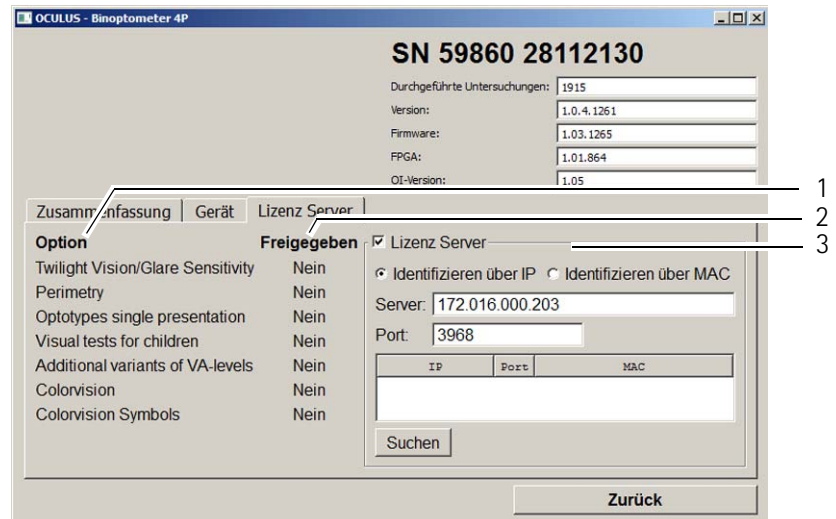 OCULUS - Binoptometer 4P
SN 59860 28112130
Durchgeführte Untersuchungen: 1915
Version: 1.0.4.1261
Firmware: 1.03.1265
FPGA: 1.01.864
OI-Version: 1.05
1
2
3
Zusammenfassung Gerät Lizenz Server
Option Freigegeben
Twilight Vision/Glare Sensitivity Nein
Perimetry Nein
Optotypes single presentation Nein
Visual tests for children Nein
Additional variants of VA-levels Nein
Colorvision Nein
Colorvision Symbols Nein
Lizenz Server
Identifizieren über IP Identifizieren über MAC
Server: 172.016.000.203
Port: 3968
IP Port MAC
Suchen
Zurück